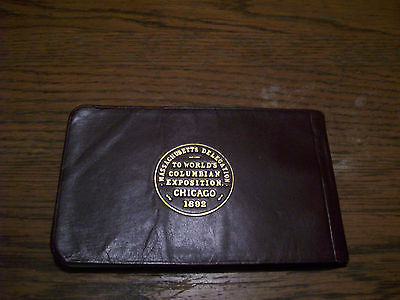 MASSACHUSETTS DELEGATION
TO WORLD'S
COLUMBIAN
EXPOSITION,
CHICAGO
1892